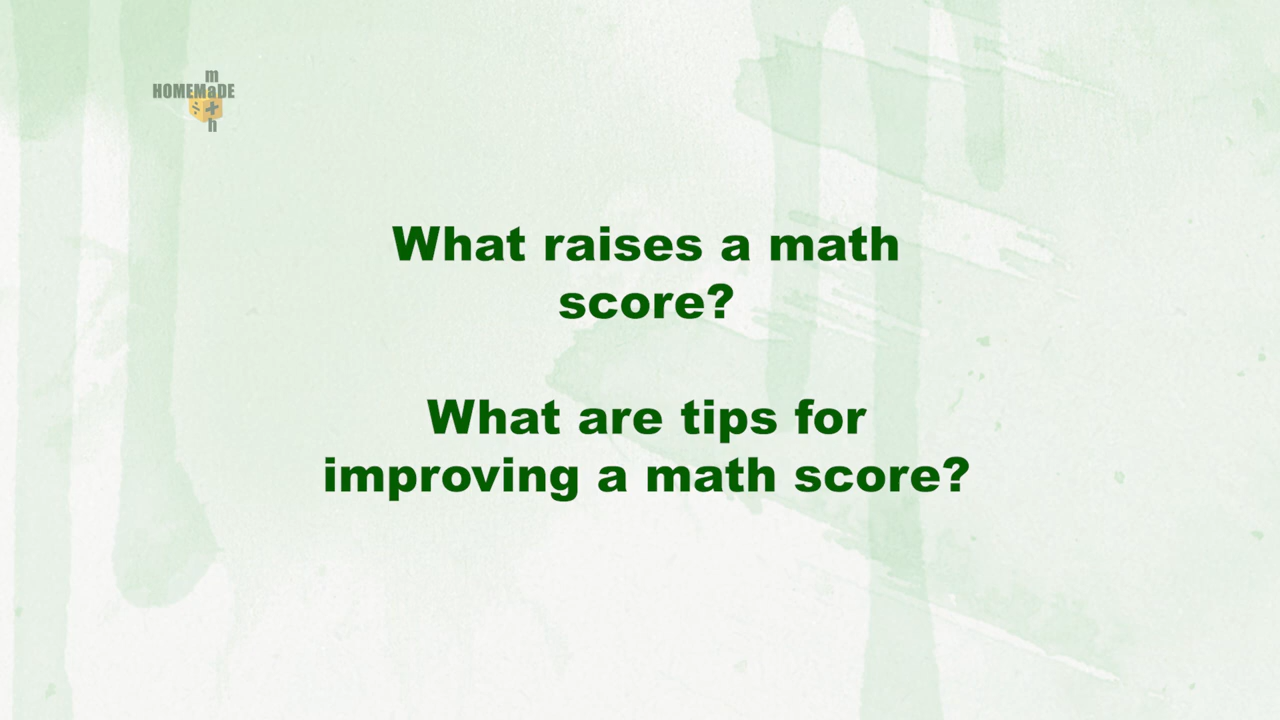 m
HOMEMaDE
÷ +
h
What raises a math
score?
What are tips for
improving a math score?